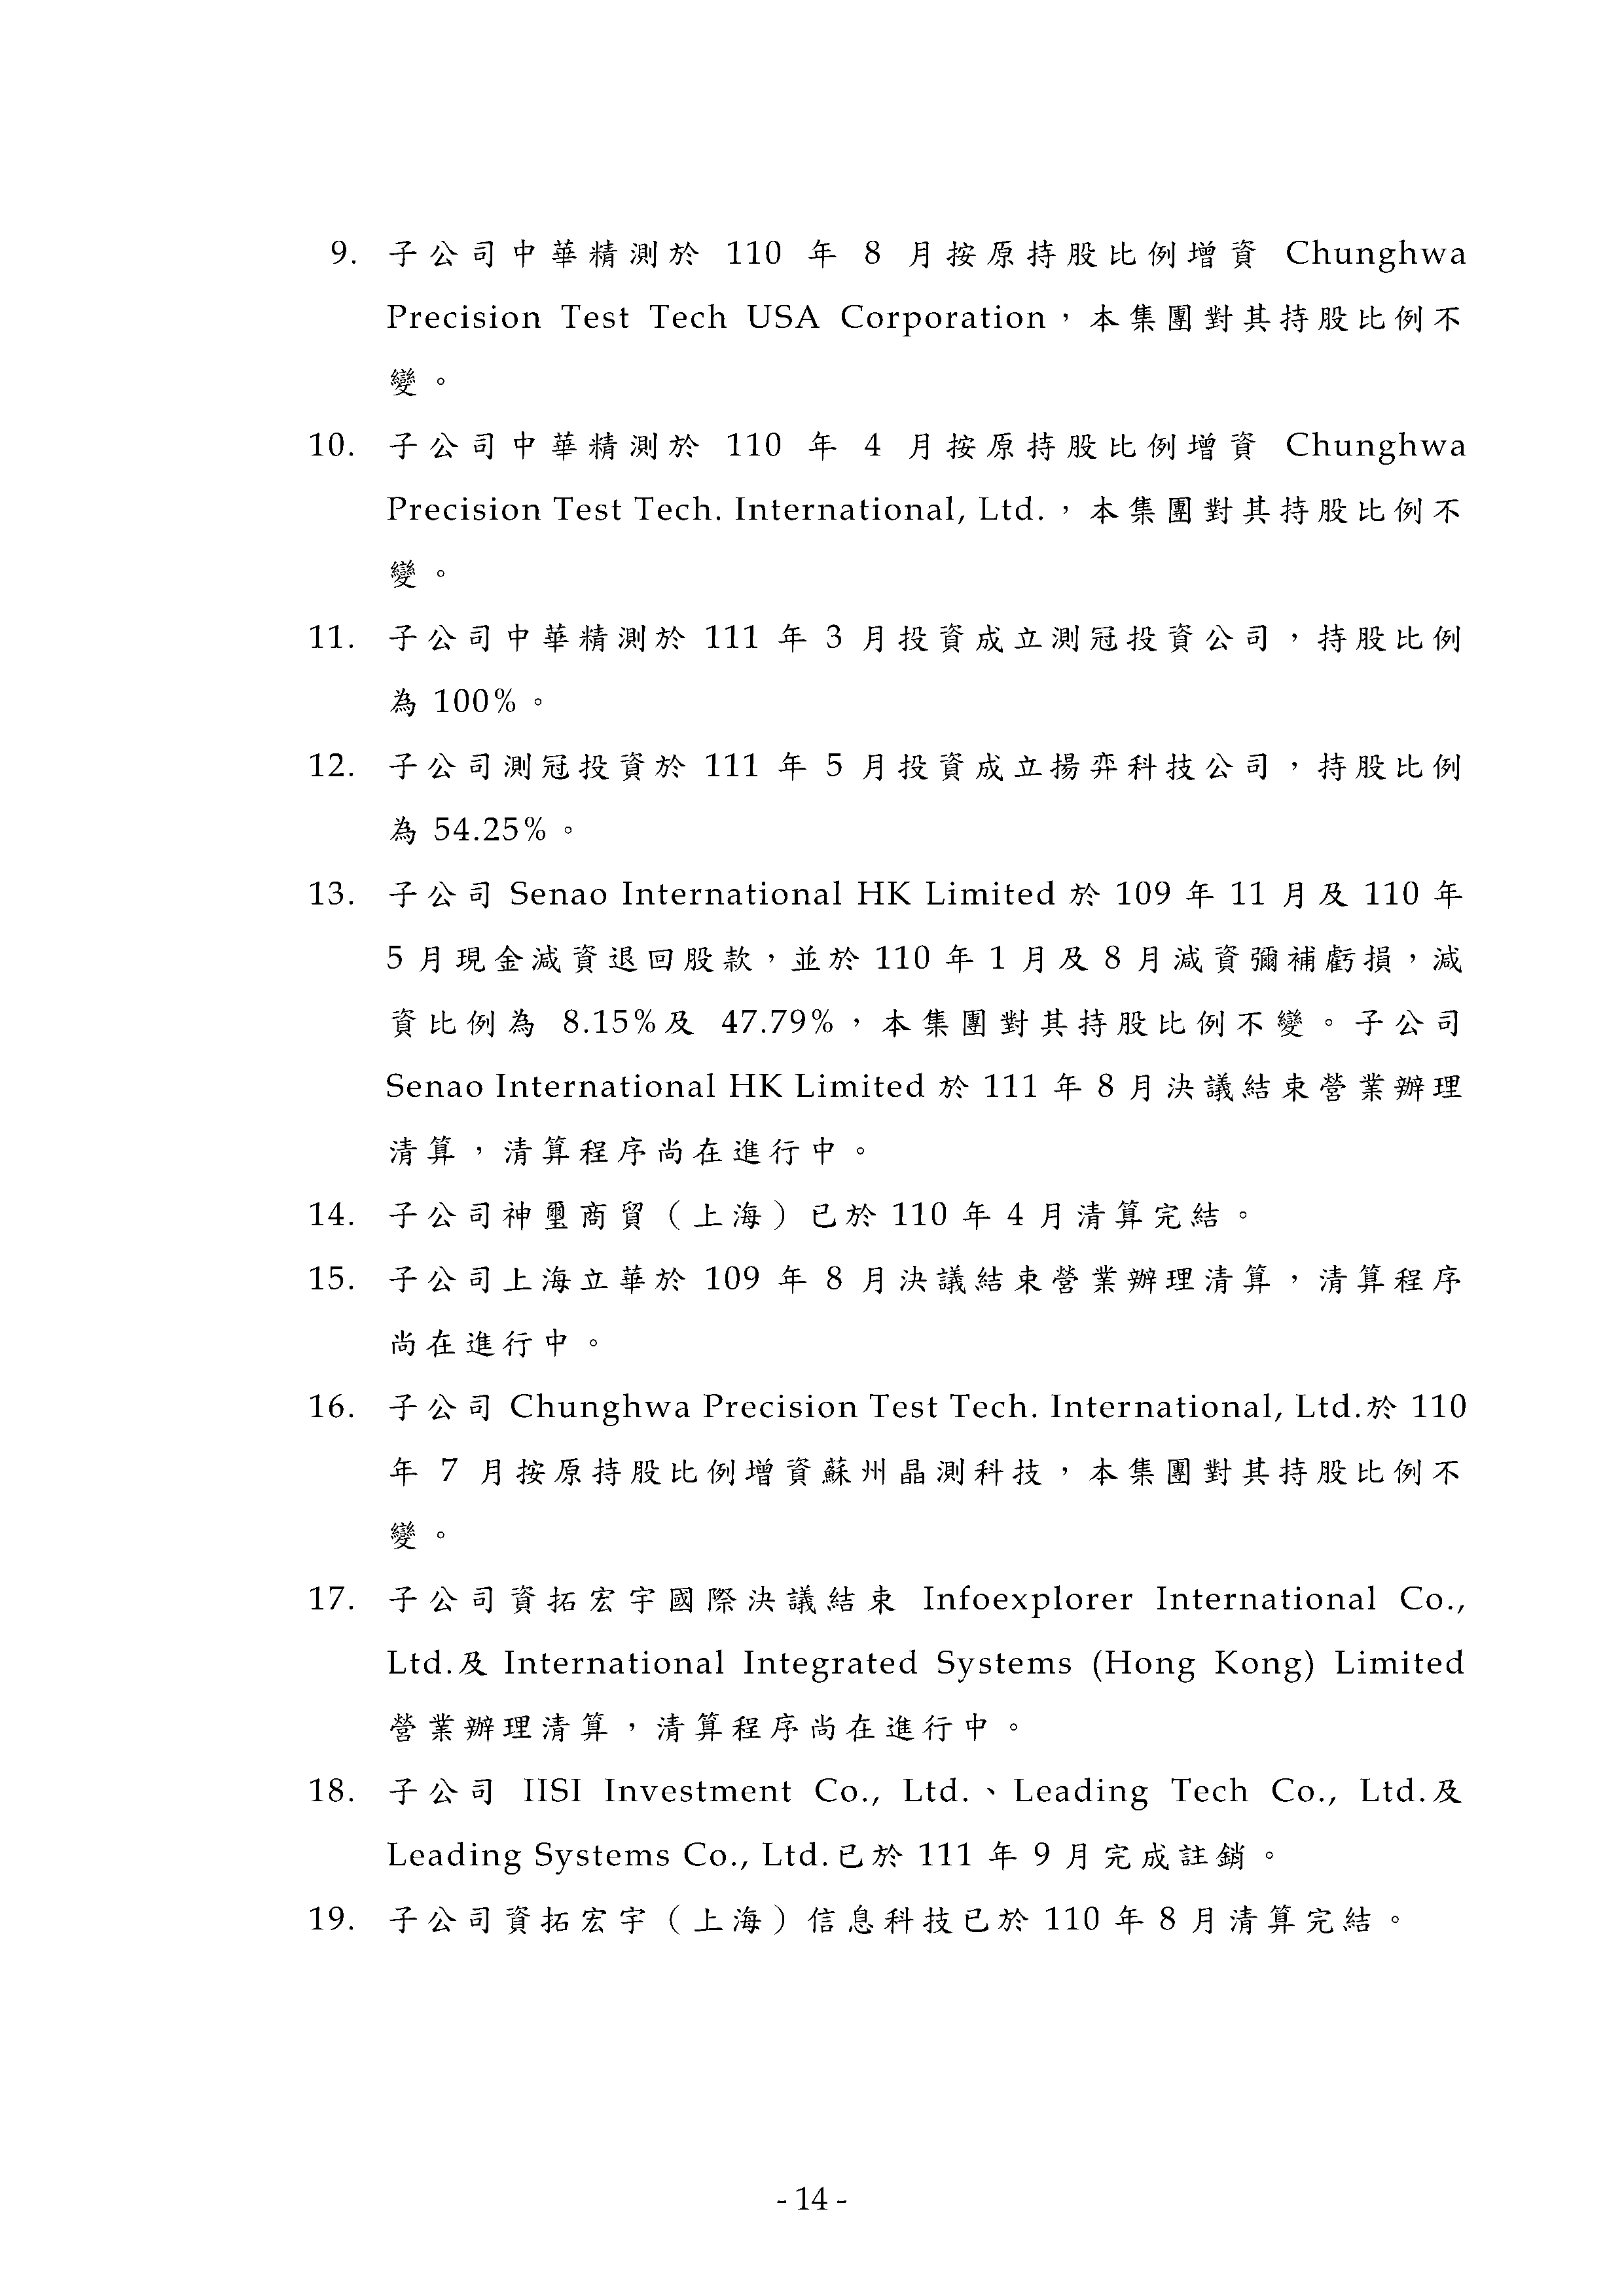 9. 子公司中華精測於 110 年 8 月按原持股比例增資 Chunghwa
Precision Test Tech USA Corporation，本集團對其持股比例不
變。
10. 子公司中華精測於 110 年 4 月按原持股比例增資 Chunghwa
Precision Test Tech. International, Ltd.，本集團對其持股比例不
變。
11. 子公司中華精測於 111 年 3 月投資成立測冠投資公司，持股比例
為 100%。
12. 子公司測冠投資於 111 年 5 月投資成立揚弈科技公司，持股比例
為 54.25%。
13. 子公司 Senao International HK Limited 於 109 年 11 月及 110 年
5 月現金減資退回股款，並於 110 年 1 月及 8 月減資彌補虧損，減
資比例為 8.15%及 47.79%，本集團對其持股比例不變。子公司
Senao International HK Limited 於 111 年 8 月決議結束營業辦理
清算，清算程序尚在進行中。
14. 子公司神璽商貿（上海）已於 110 年 4 月清算完結。
15. 子公司上海立華於 109 年 8 月決議結束營業辦理清算，清算程序
尚在進行中。
16. 子公司 Chunghwa Precision Test Tech. International, Ltd.於 110
年 7 月按原持股比例增資蘇州晶測科技，本集團對其持股比例不
變。
17. 子公司資拓宏宇國際決議結束 Infoexplorer International Co.,
Ltd.及 International Integrated Systems (Hong Kong) Limited
營業辦理清算，清算程序尚在進行中。
18. 子公司 IISI Investment Co., Ltd.、Leading Tech Co., Ltd.及
Leading Systems Co., Ltd.已於 111 年 9 月完成註銷。
19. 子公司資拓宏宇（上海）信息科技已於 110 年 8 月清算完結。
- 14 -